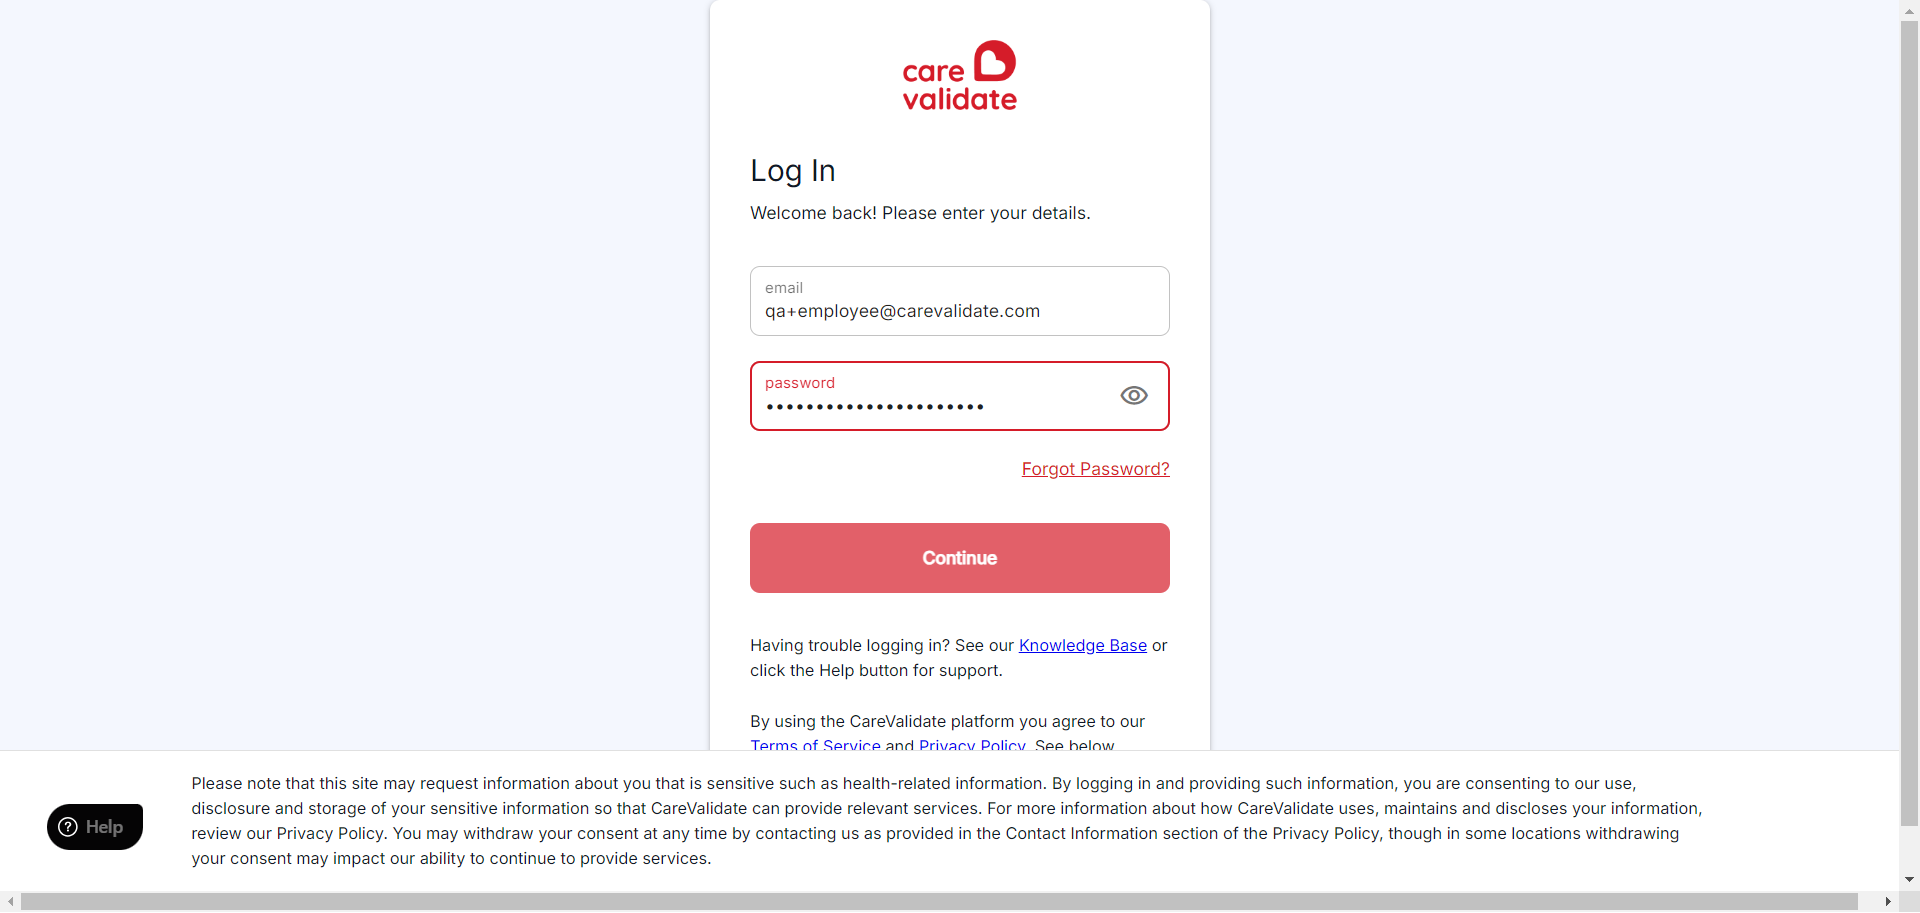 care
validate
Log In
Welcome back! Please enter your details.
email
qa+employee@carevalidate.com
password
••••••••••••••••••••••
Forgot Password?
Continue
Having trouble logging in? See our Knowledge Base or
click the Help button for support.
By using the CareValidate platform you agree to our
Terms of Service and Privacy Policy. See below
Please note that this site may request information about you that is sensitive such as health-related information. By logging in and providing such information, you are consenting to our use,
disclosure and storage of your sensitive information so that CareValidate can provide relevant services. For more information about how CareValidate uses, maintains and discloses your information,
review our Privacy Policy. You may withdraw your consent at any time by contacting us as provided in the Contact Information section of the Privacy Policy, though in some locations withdrawing
your consent may impact our ability to continue to provide services.
Help